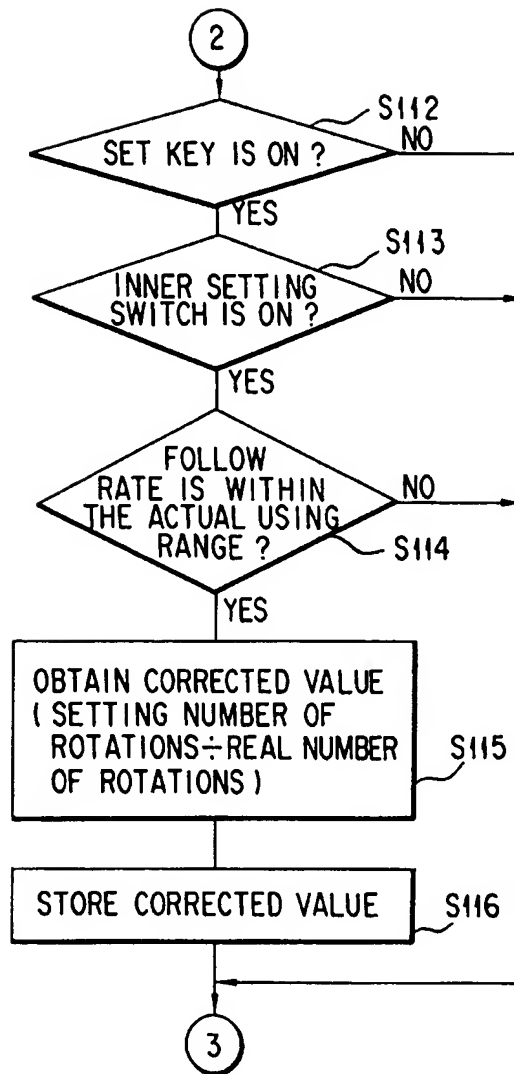 2
S112
SET KEY IS ON ?
NO
YES
S113
INNER SETTING
SWITCH IS ON ?
NO
YES
FOLLOW
RATE IS WITHIN
THE ACTUAL USING
RANGE ?
NO
S114
YES
OBTAIN CORRECTED VALUE
( SETTING NUMBER OF
ROTATIONS÷REAL NUMBER
OF ROTATIONS )
S115
STORE CORRECTED VALUE
S116
3